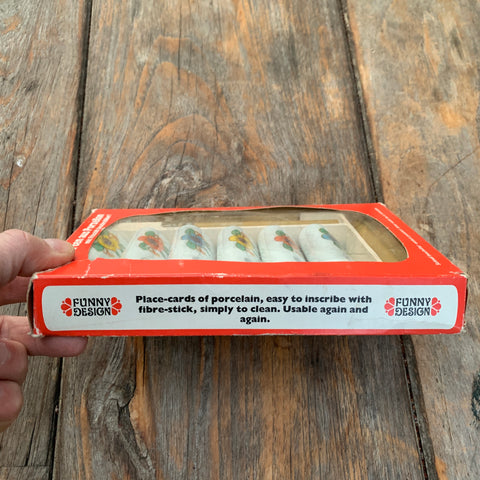 FUNNY
DESIGN
Place-cards of porcelain, easy to inscribe with
fibre-stick, simply to clean. Usable again and
again.
FUNNY
DESIGN